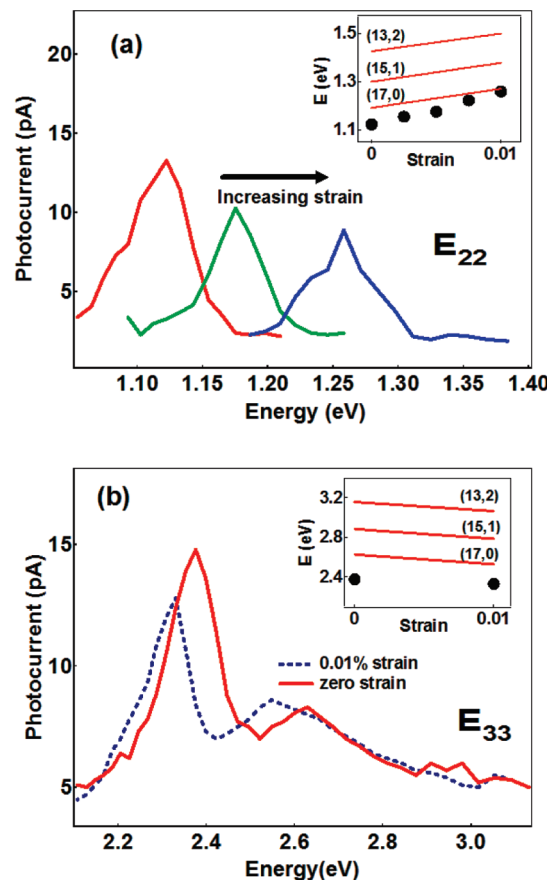 (a)
20
15
10
5
Photocurrent (pA)
Increasing strain
E22
1.10 1.15 1.20 1.25 1.30 1.35 1.40
Energy (eV)
1.5
1.3
1.1
E (eV)
(13,2)
(15,1)
(17,0)
0 Strain 0.01
(b)
15
10
5
Photocurrent (pA)
0.01% strain
zero strain
E33
2.2 2.4 2.6 2.8 3.0
Energy(eV)
3.2
2.8
2.4
E (eV)
(13,2)
(15,1)
(17,0)
0 Strain 0.01